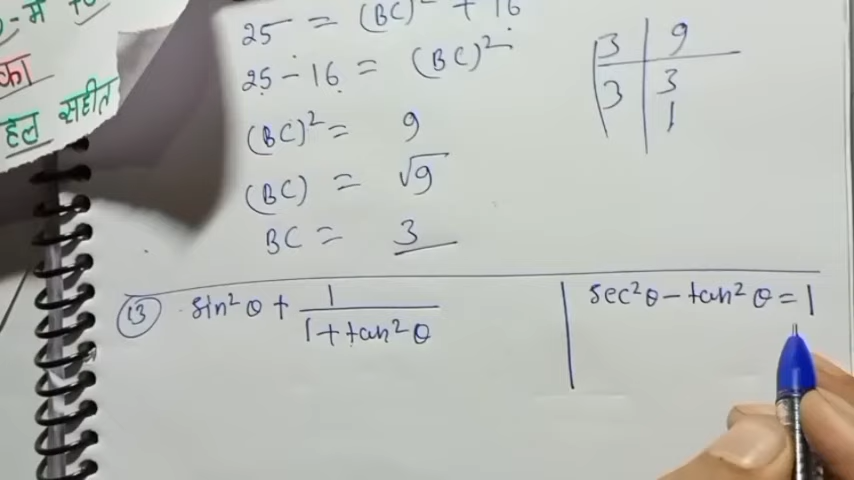 का
हल सहीत
25 = (BC)² + 16
25 - 16 = (BC)²
(BC)² = 9
(BC) = √9
BC = 3
3 | 9
3 | 3
1
(13) sin²θ + 1/(1+tan²θ)
sec²θ - tan²θ = 1